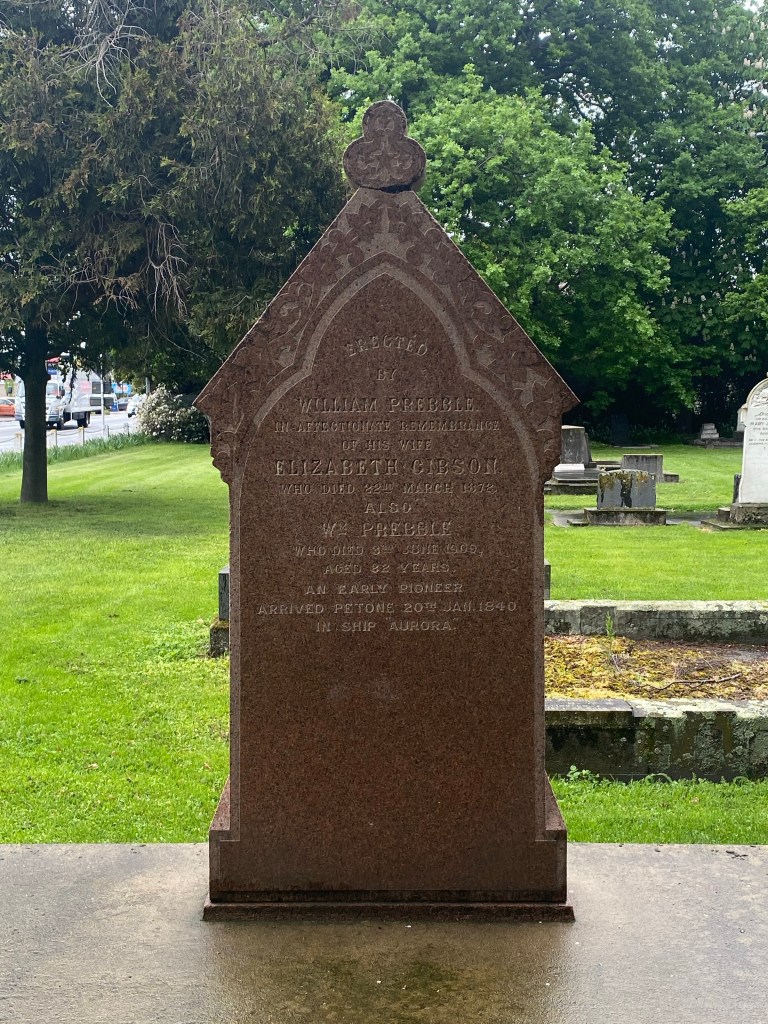 ERECTED
BY
WILLIAM PREBBLE
IN AFFECTIONATE REMEMBRANCE
OF HIS WIFE
ELIZABETH GIBSON.
WHO DIED 22ND MARCH 1872.
ALSO
WM PREBBLE
WHO DIED 3RD JUNE 1909,
AGED 82 YEARS,
AN EARLY PIONEER
ARRIVED PETONE 20TH JAN. 1840
IN SHIP "AURORA."